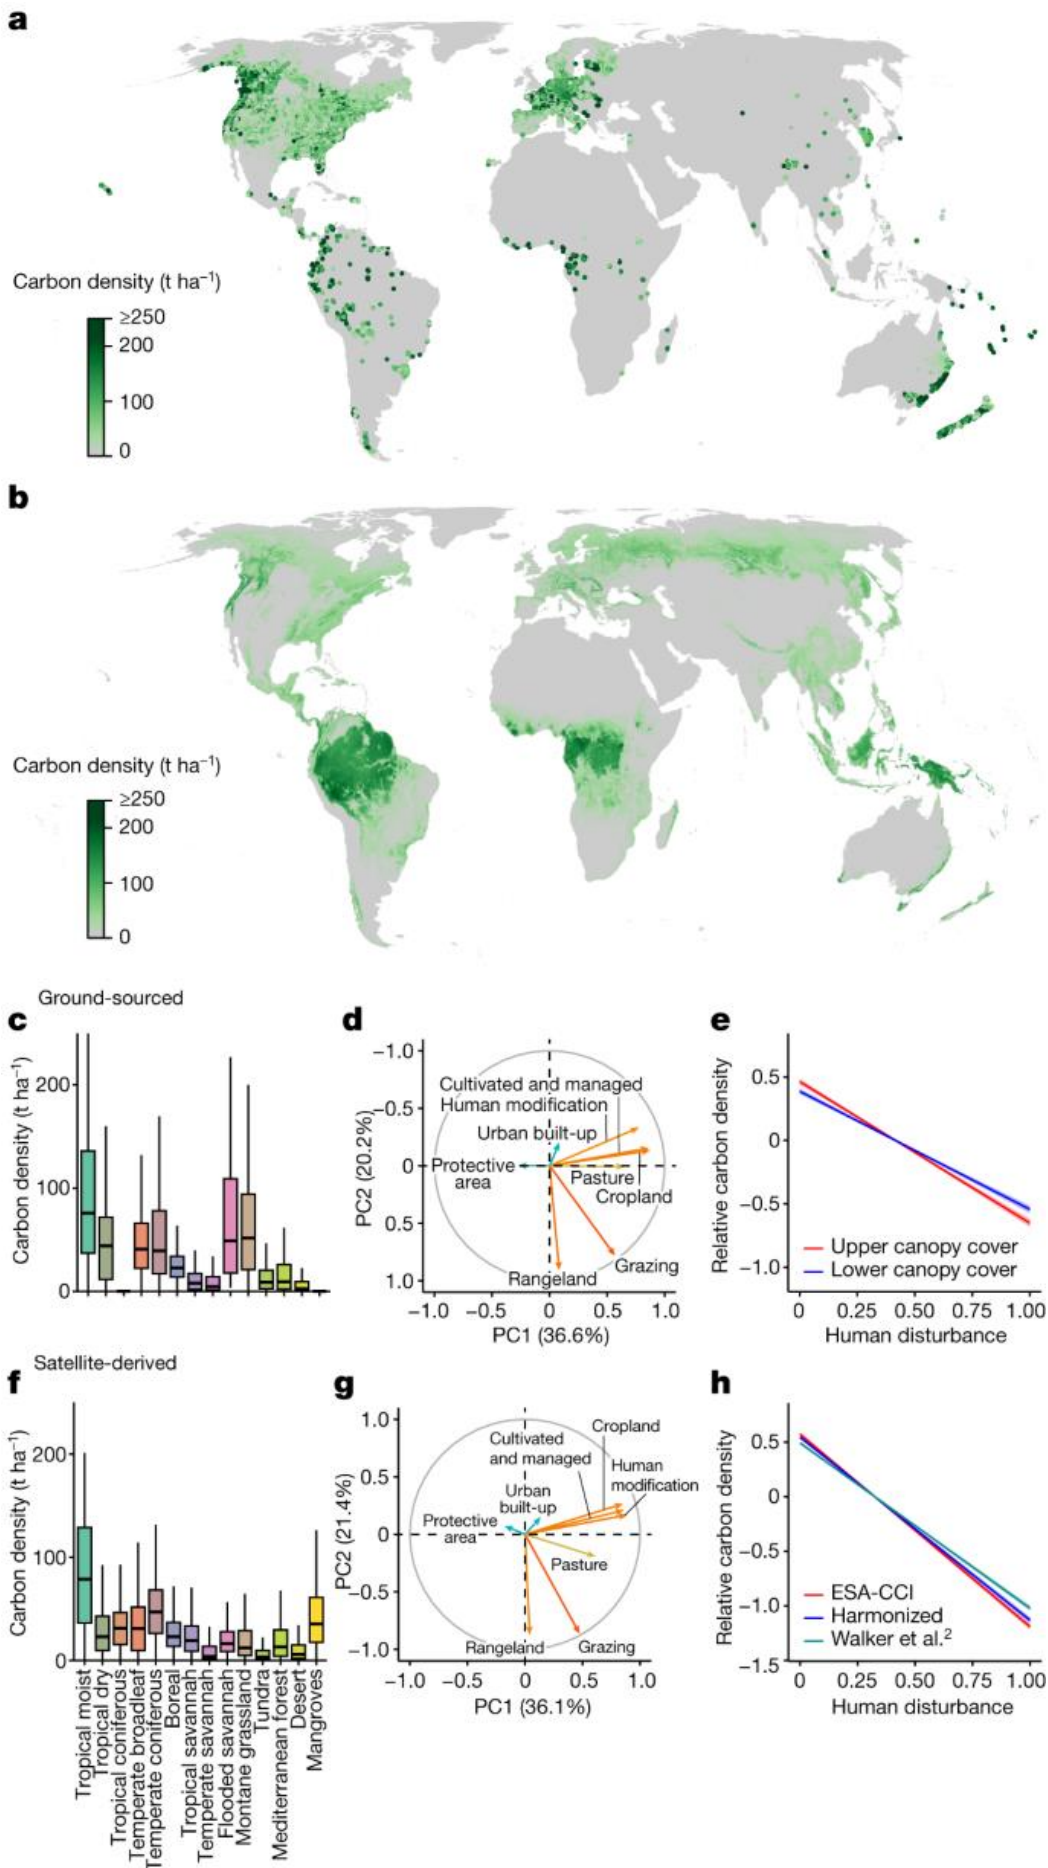 a
Carbon density (t ha⁻¹)
≥250
200
100
0
b
Carbon density (t ha⁻¹)
≥250
200
100
0
Ground-sourced
c
Carbon density (t ha⁻¹)
200
100
0
d
PC2 (20.2%)
−1.0
−0.5
0
0.5
1.0
Cultivated and managed
Human modification
Urban built-up
Protective
area
Pasture
Cropland
Grazing
Rangeland
−1.0
−0.5
0
0.5
1.0
PC1 (36.6%)
e
Relative carbon density
0.5
0
−0.5
−1.0
Upper canopy cover
Lower canopy cover
0
0.25
0.50
0.75
1.00
Human disturbance
Satellite-derived
f
Carbon density (t ha⁻¹)
200
100
0
Tropical moist
Tropical dry
Tropical coniferous
Temperate broadleaf
Temperate coniferous
Boreal
Tropical savannah
Temperate savannah
Flooded savannah
Montane grassland
Tundra
Mediterranean forest
Desert
Mangroves
g
PC2 (21.4%)
1.0
0.5
0
−0.5
−1.0
Cropland
Cultivated
and managed
Human
modification
Urban
built-up
Protective
area
Pasture
Rangeland
Grazing
−1.0
−0.5
0
0.5
1.0
PC1 (36.1%)
h
Relative carbon density
0.5
0
−0.5
−1.0
−1.5
ESA-CCI
Harmonized
Walker et al.²
0
0.25
0.50
0.75
1.00
Human disturbance